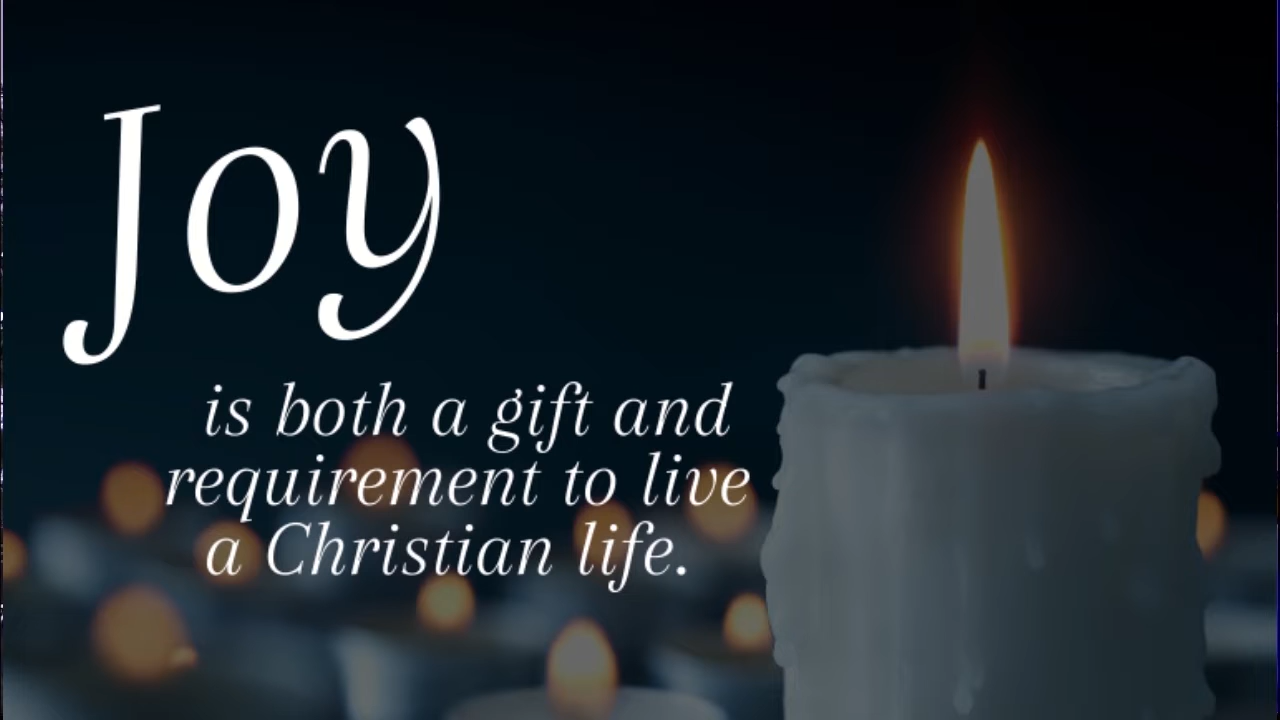 Joy
is both a gift and
requirement to live
a Christian life.